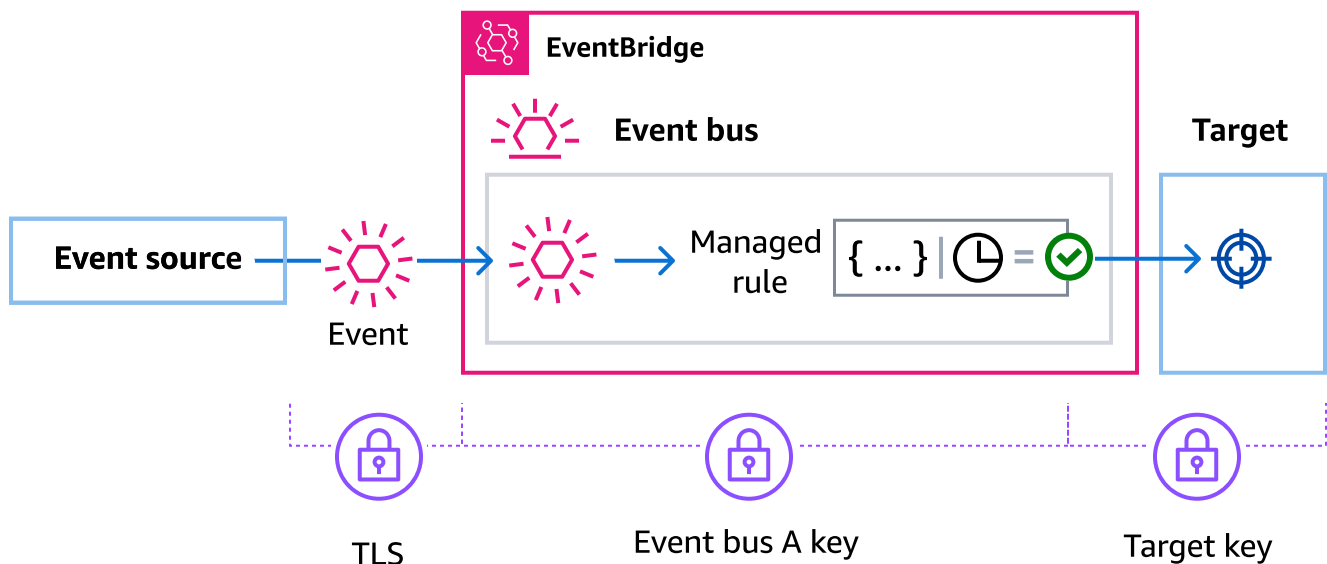 EventBridge
Event bus
Target
Event source
Event
Managed
rule
{ ... } | =
TLS
Event bus A key
Target key